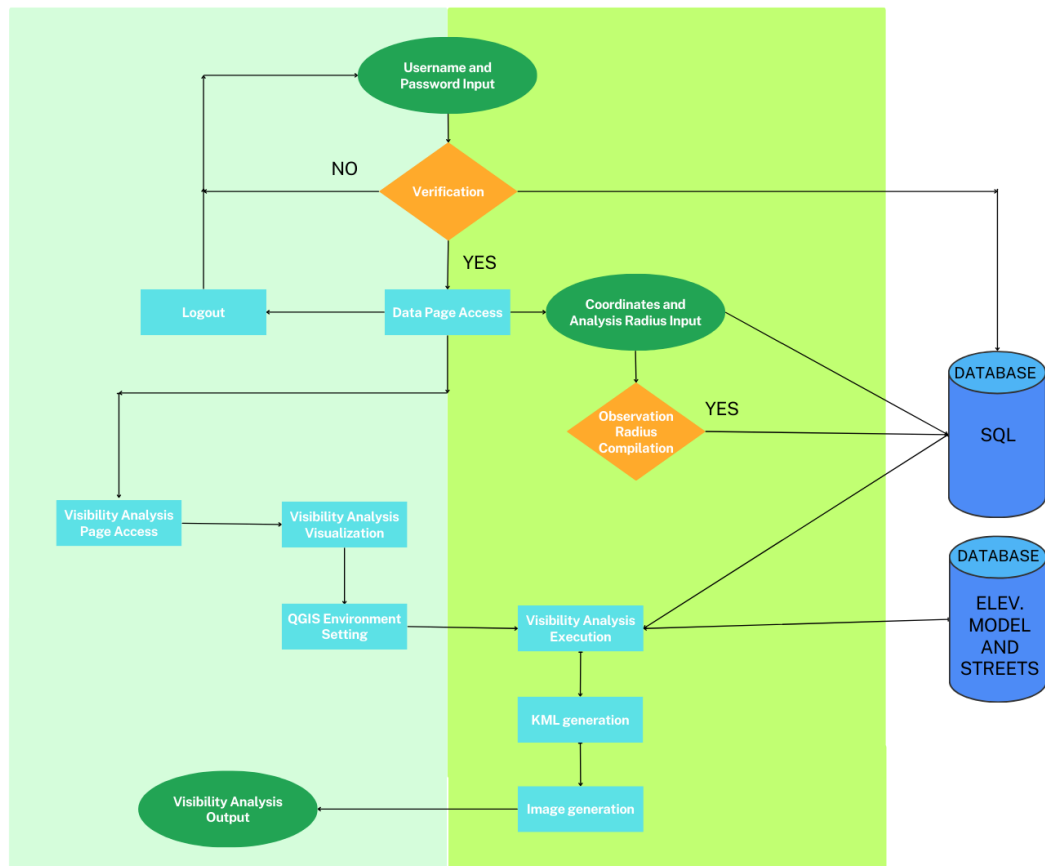 Username and
Password Input
NO
Verification
YES
Logout
Data Page Access
Coordinates and
Analysis Radius Input
DATABASE
SQL
Observation
Radius
Compilation
YES
Visibility Analysis
Page Access
Visibility Analysis
Visualization
DATABASE
ELEV.
MODEL
AND
STREETS
QGIS Environment
Setting
Visibility Analysis
Execution
KML generation
Visibility Analysis
Output
Image generation